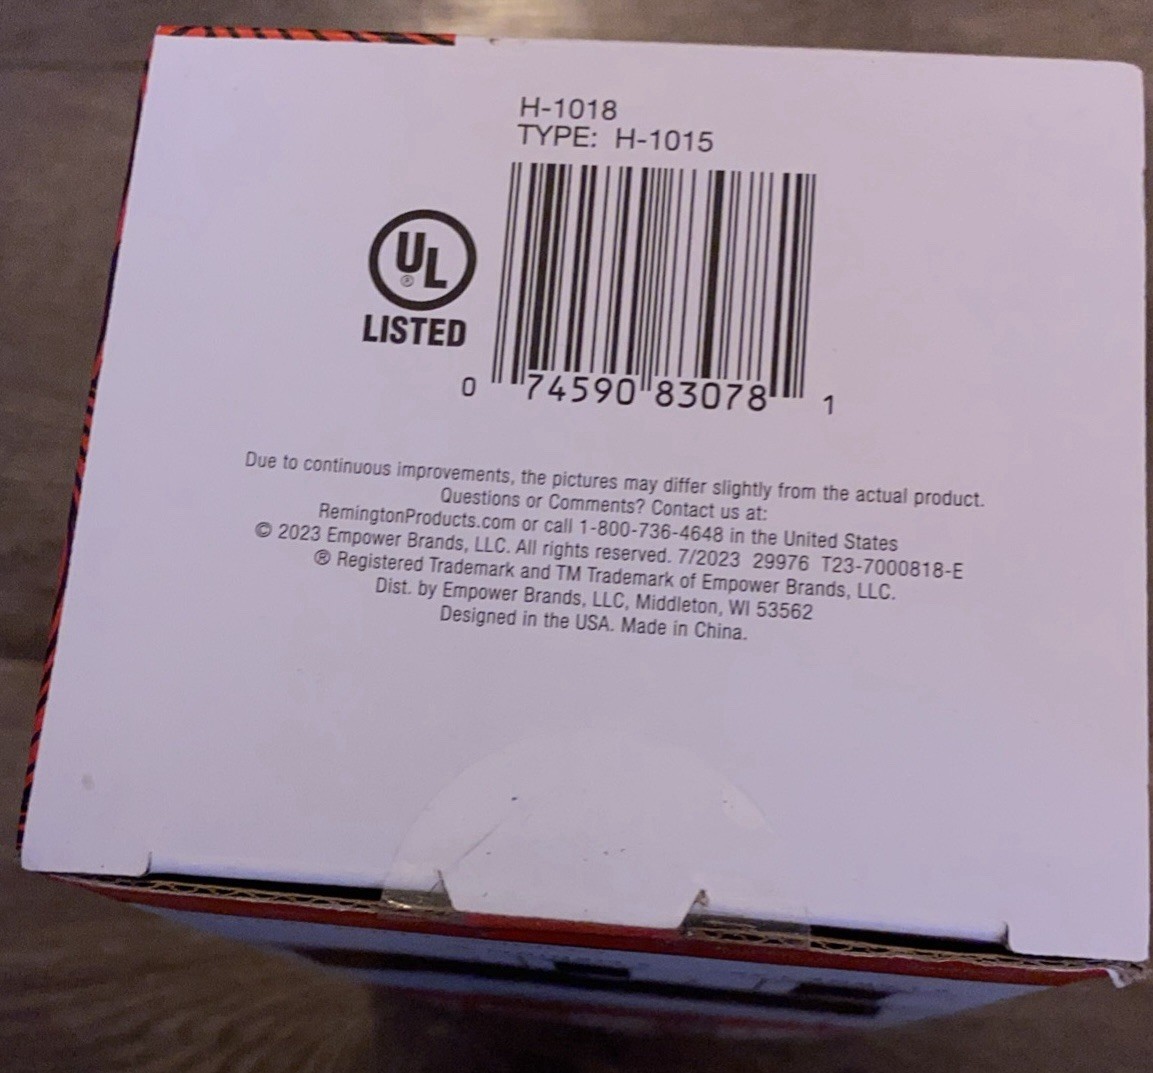 H-1018
TYPE: H-1015
UL
®
LISTED
0 74590 83078 1
Due to continuous improvements, the pictures may differ slightly from the actual product.
Questions or Comments? Contact us at:
RemingtonProducts.com or call 1-800-736-4648 in the United States
© 2023 Empower Brands, LLC. All rights reserved. 7/2023 29976 T23-7000818-E
® Registered Trademark and TM Trademark of Empower Brands, LLC.
Dist. by Empower Brands, LLC, Middleton, WI 53562
Designed in the USA. Made in China.